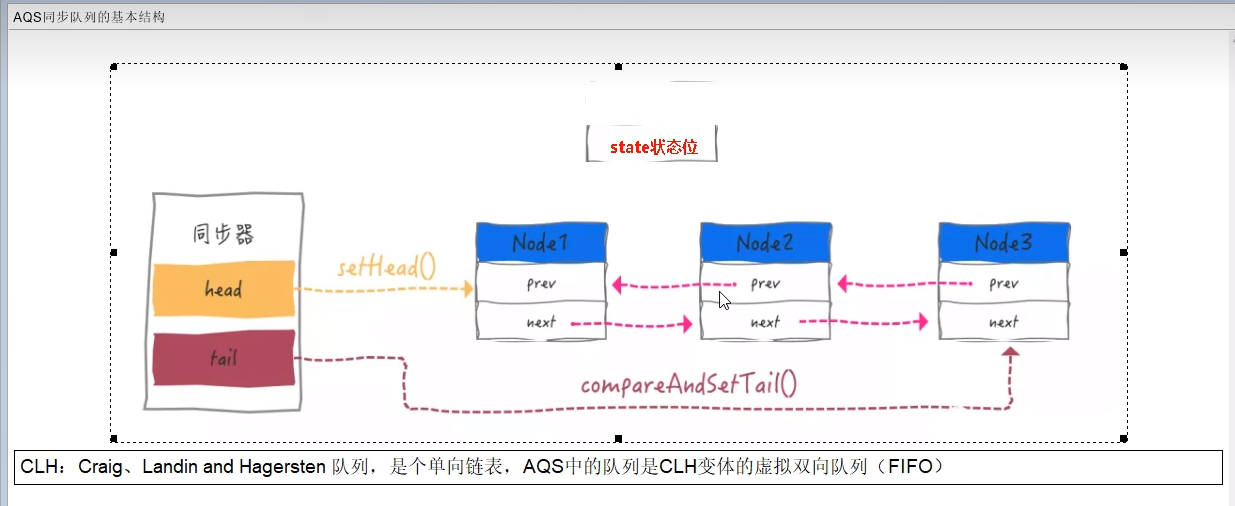 AQS同步队列的基本结构
state状态位
同步器
head
tail
setHead()
Node1
prev
next
Node2
prev
next
Node3
prev
next
compareAndSetTail()
CLH：Craig、Landin and Hagersten 队列，是个单向链表，AQS中的队列是CLH变体的虚拟双向队列（FIFO）